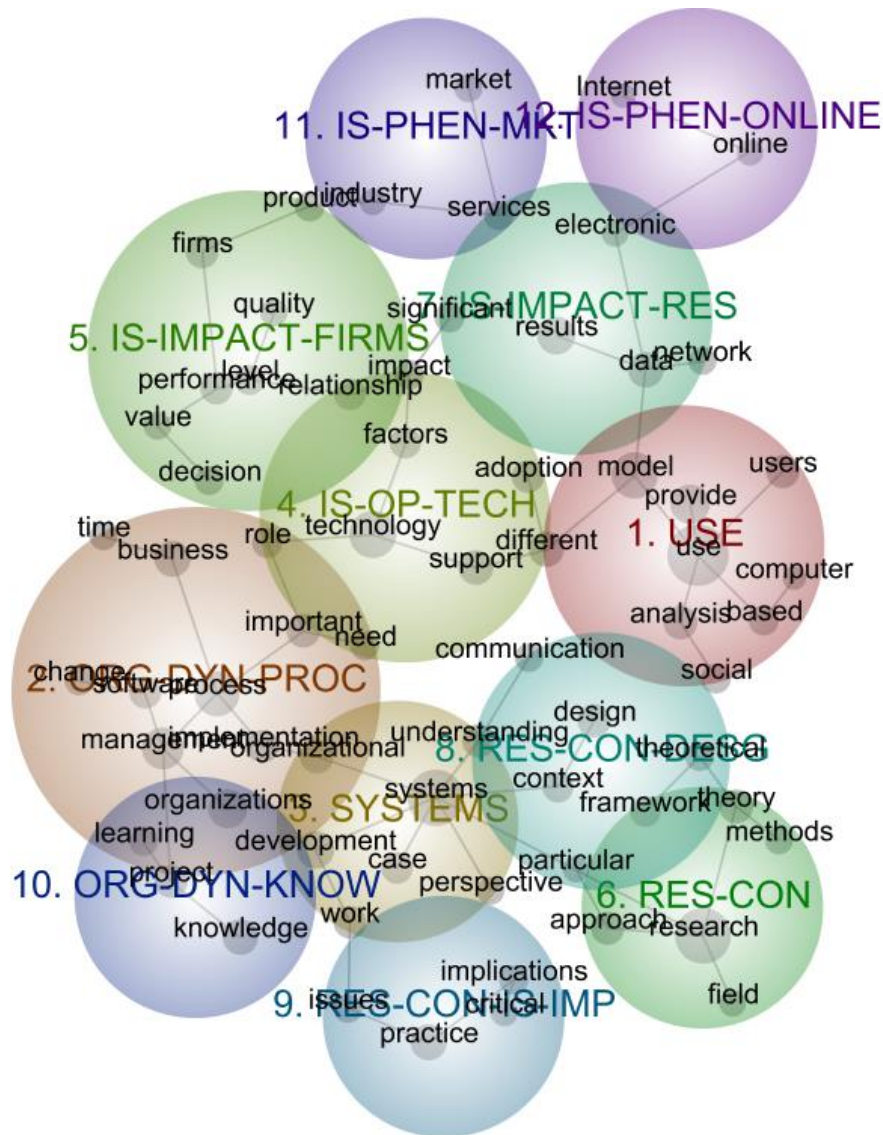 market
Internet
11. IS-PHEN-MKT
12. IS-PHEN-ONLINE
online
product
industry
services
electronic
firms
quality
significant
7. IS-IMPACT-RES
results
5. IS-IMPACT-FIRMS
impact
data
network
level
performance
relationship
value
factors
decision
adoption
model
users
provide
4. IS-OP-TECH
time
business
role
technology
different
1. USE
use
support
computer
important
need
analysis
based
communication
social
change
2. ORG-DYN-PROC
software
process
design
management
implementation
organizational
understanding
8. RES-CON-DESG
theoretical
systems
context
organizations
3. SYSTEMS
framework
theory
learning
development
methods
case
particular
project
10. ORG-DYN-KNOW
perspective
6. RES-CON
work
approach
research
knowledge
implications
issues
9. RES-CON-IS-IMP
critical
field
practice